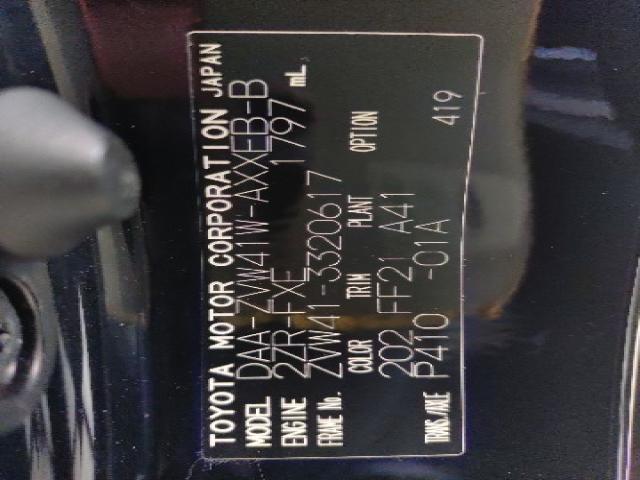 TOYOTA MOTOR CORPORATION JAPAN
MODEL DAA-ZVW41W-AXXEB-B
ENGINE 2ZR-FXE 1797 mL
FRAME No. ZVW41-3320617
COLOR TRIM PLANT OPTION
202 FF21 A41
TRANS/AXLE P410 -01A 419